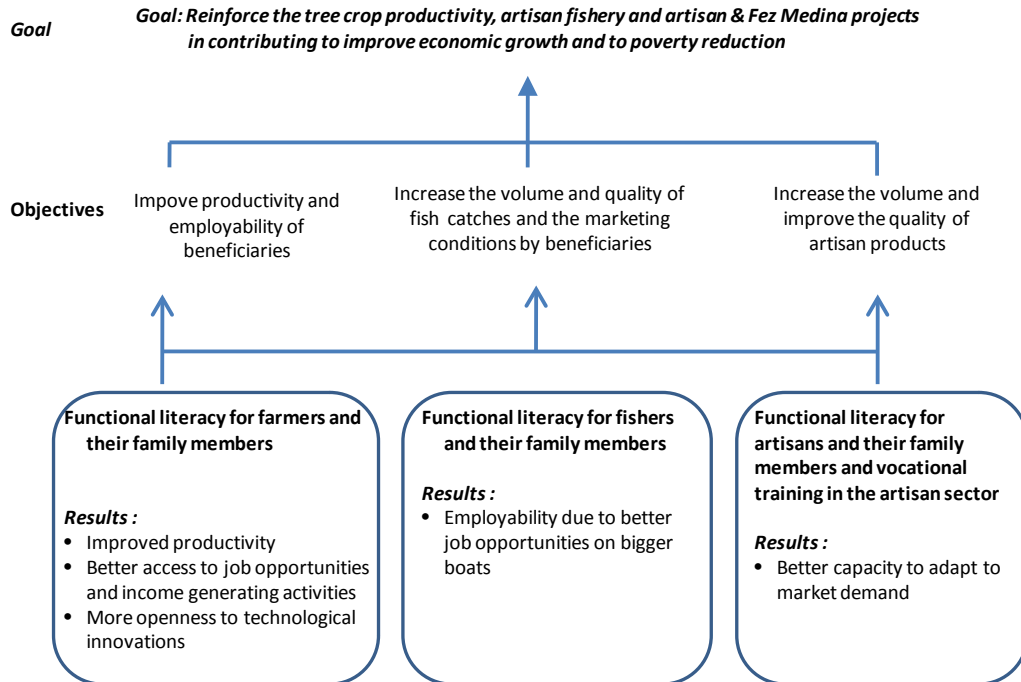 Goal
Goal: Reinforce the tree crop productivity, artisan fishery and artisan & Fez Medina projects
in contributing to improve economic growth and to poverty reduction
Objectives
Impove productivity and
employability of
beneficiaries
Increase the volume and quality of
fish catches and the marketing
conditions by beneficiaries
Increase the volume and
improve the quality of
artisan products
Functional literacy for farmers and
their family members
Results :
• Improved productivity
• Better access to job opportunities
and income generating activities
• More openness to technological
innovations
Functional literacy for fishers
and their family members
Results :
• Employability due to better
job opportunities on bigger
boats
Functional literacy for
artisans and their family
members and vocational
training in the artisan sector
Results :
• Better capacity to adapt to
market demand